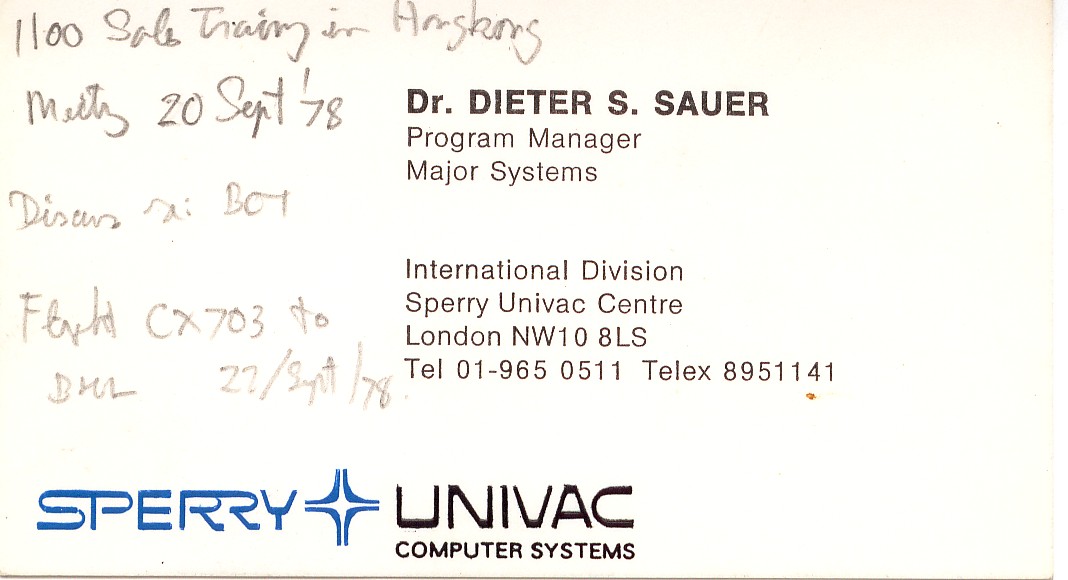 1100 Sales Training in Hongkong
Meeting 20 Sept '78
Discuss re: BOT
Flight CX703 to
22/Sept/78
Dr. DIETER S. SAUER
Program Manager
Major Systems
International Division
Sperry Univac Centre
London NW10 8LS
Tel 01-965 0511 Telex 8951141
SPERRY UNIVAC
COMPUTER SYSTEMS